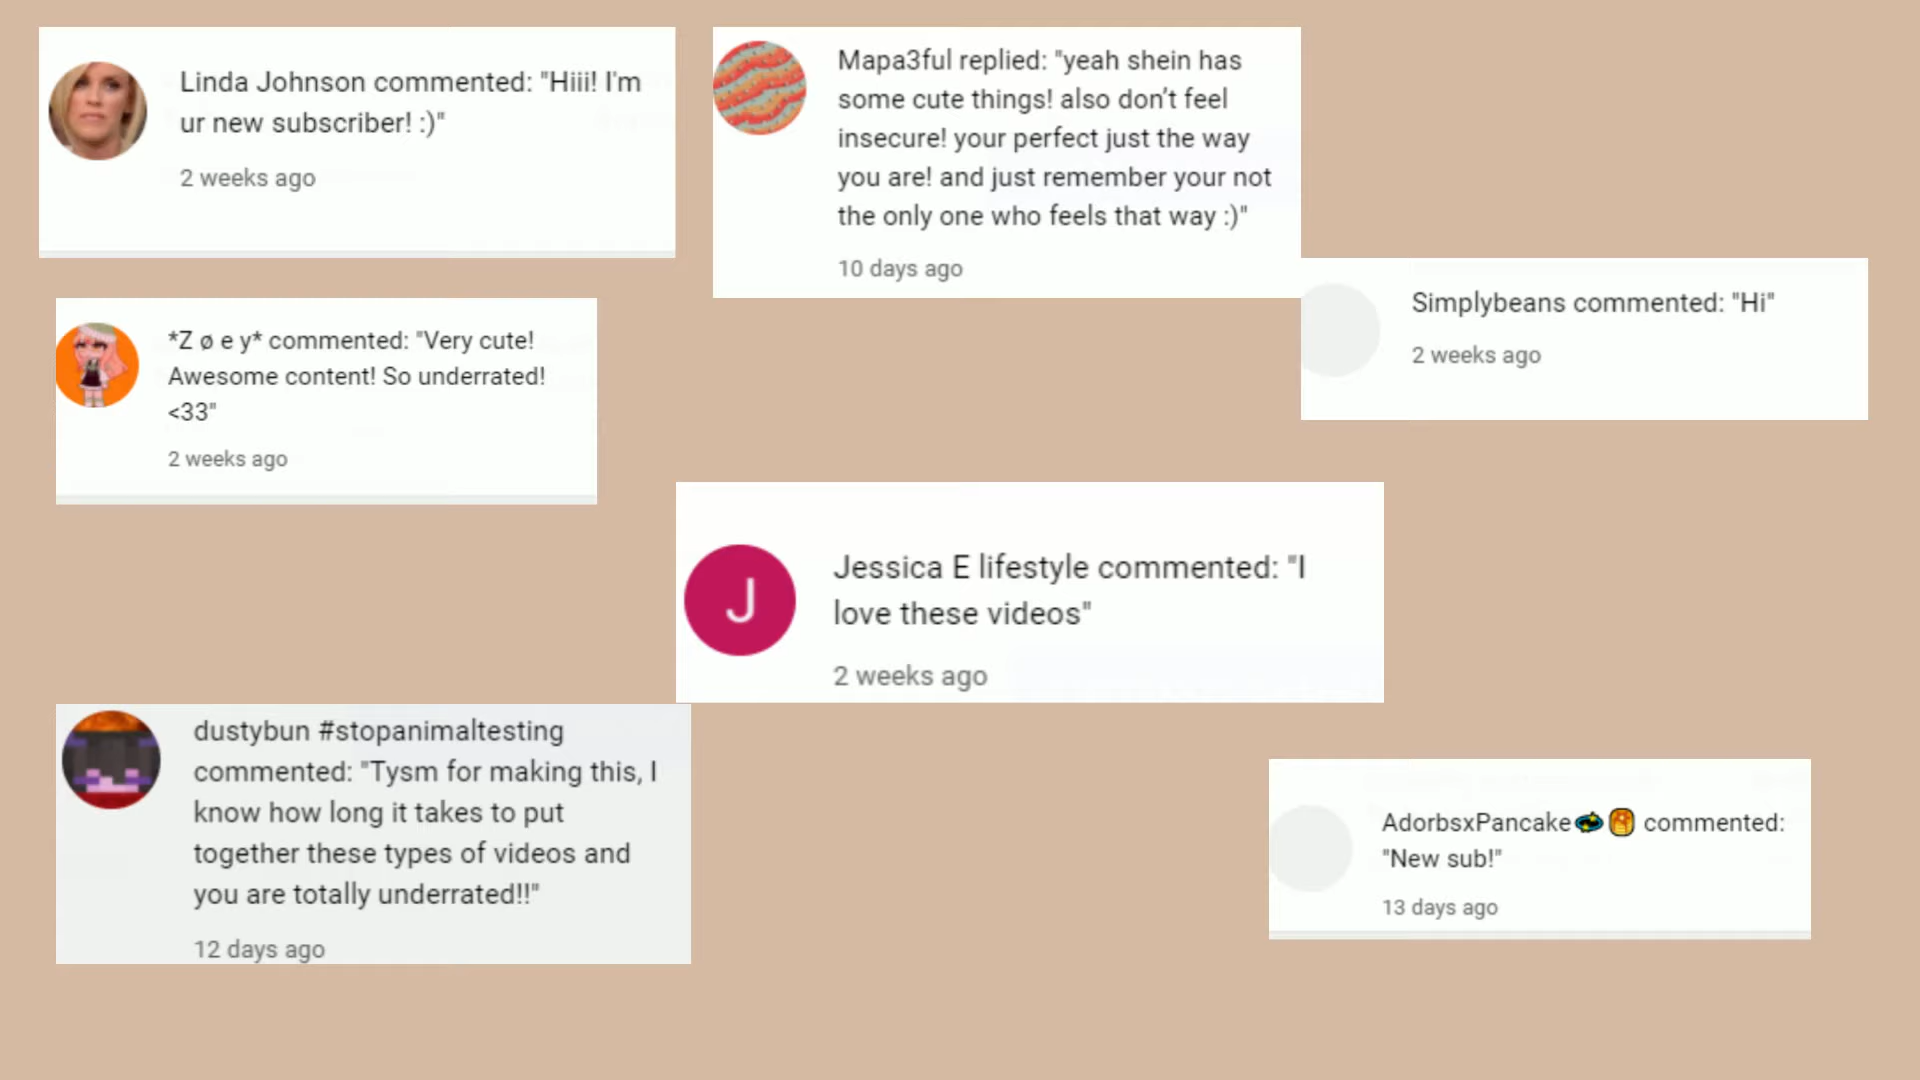 Linda Johnson commented: "Hiii! I'm
ur new subscriber! :)"
2 weeks ago
Mapa3ful replied: "yeah shein has
some cute things! also don’t feel
insecure! your perfect just the way
you are! and just remember your not
the only one who feels that way :)"
10 days ago
Simplybeans commented: "Hi"
2 weeks ago
*Z ø e y* commented: "Very cute!
Awesome content! So underrated!
<33"
2 weeks ago
J
Jessica E lifestyle commented: "I
love these videos"
2 weeks ago
dustybun #stopanimaltesting
commented: "Tysm for making this, I
know how long it takes to put
together these types of videos and
you are totally underrated!!"
12 days ago
AdorbsxPancake commented:
"New sub!"
13 days ago